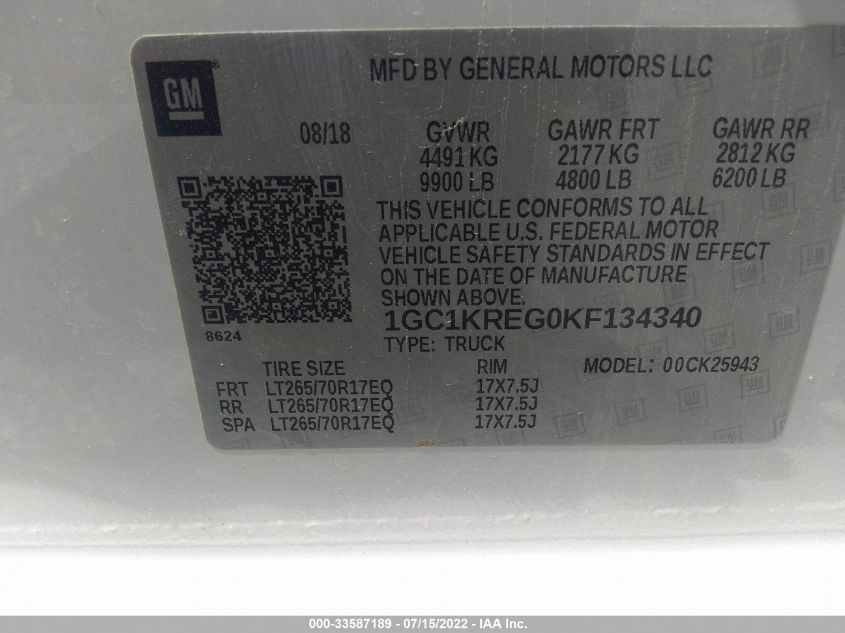 GM
MFD BY GENERAL MOTORS LLC
08/18 GVWR GAWR FRT GAWR RR
4491 KG 2177 KG 2812 KG
9900 LB 4800 LB 6200 LB
THIS VEHICLE CONFORMS TO ALL
APPLICABLE U.S. FEDERAL MOTOR
VEHICLE SAFETY STANDARDS IN EFFECT
ON THE DATE OF MANUFACTURE
SHOWN ABOVE.
1GC1KREG0KF134340
8624
TYPE: TRUCK
TIRE SIZE RIM MODEL: 00CK25943
FRT LT265/70R17EQ 17X7.5J
RR LT265/70R17EQ 17X7.5J
SPA LT265/70R17EQ 17X7.5J
000-33587189 - 07/15/2022 - IAA Inc.